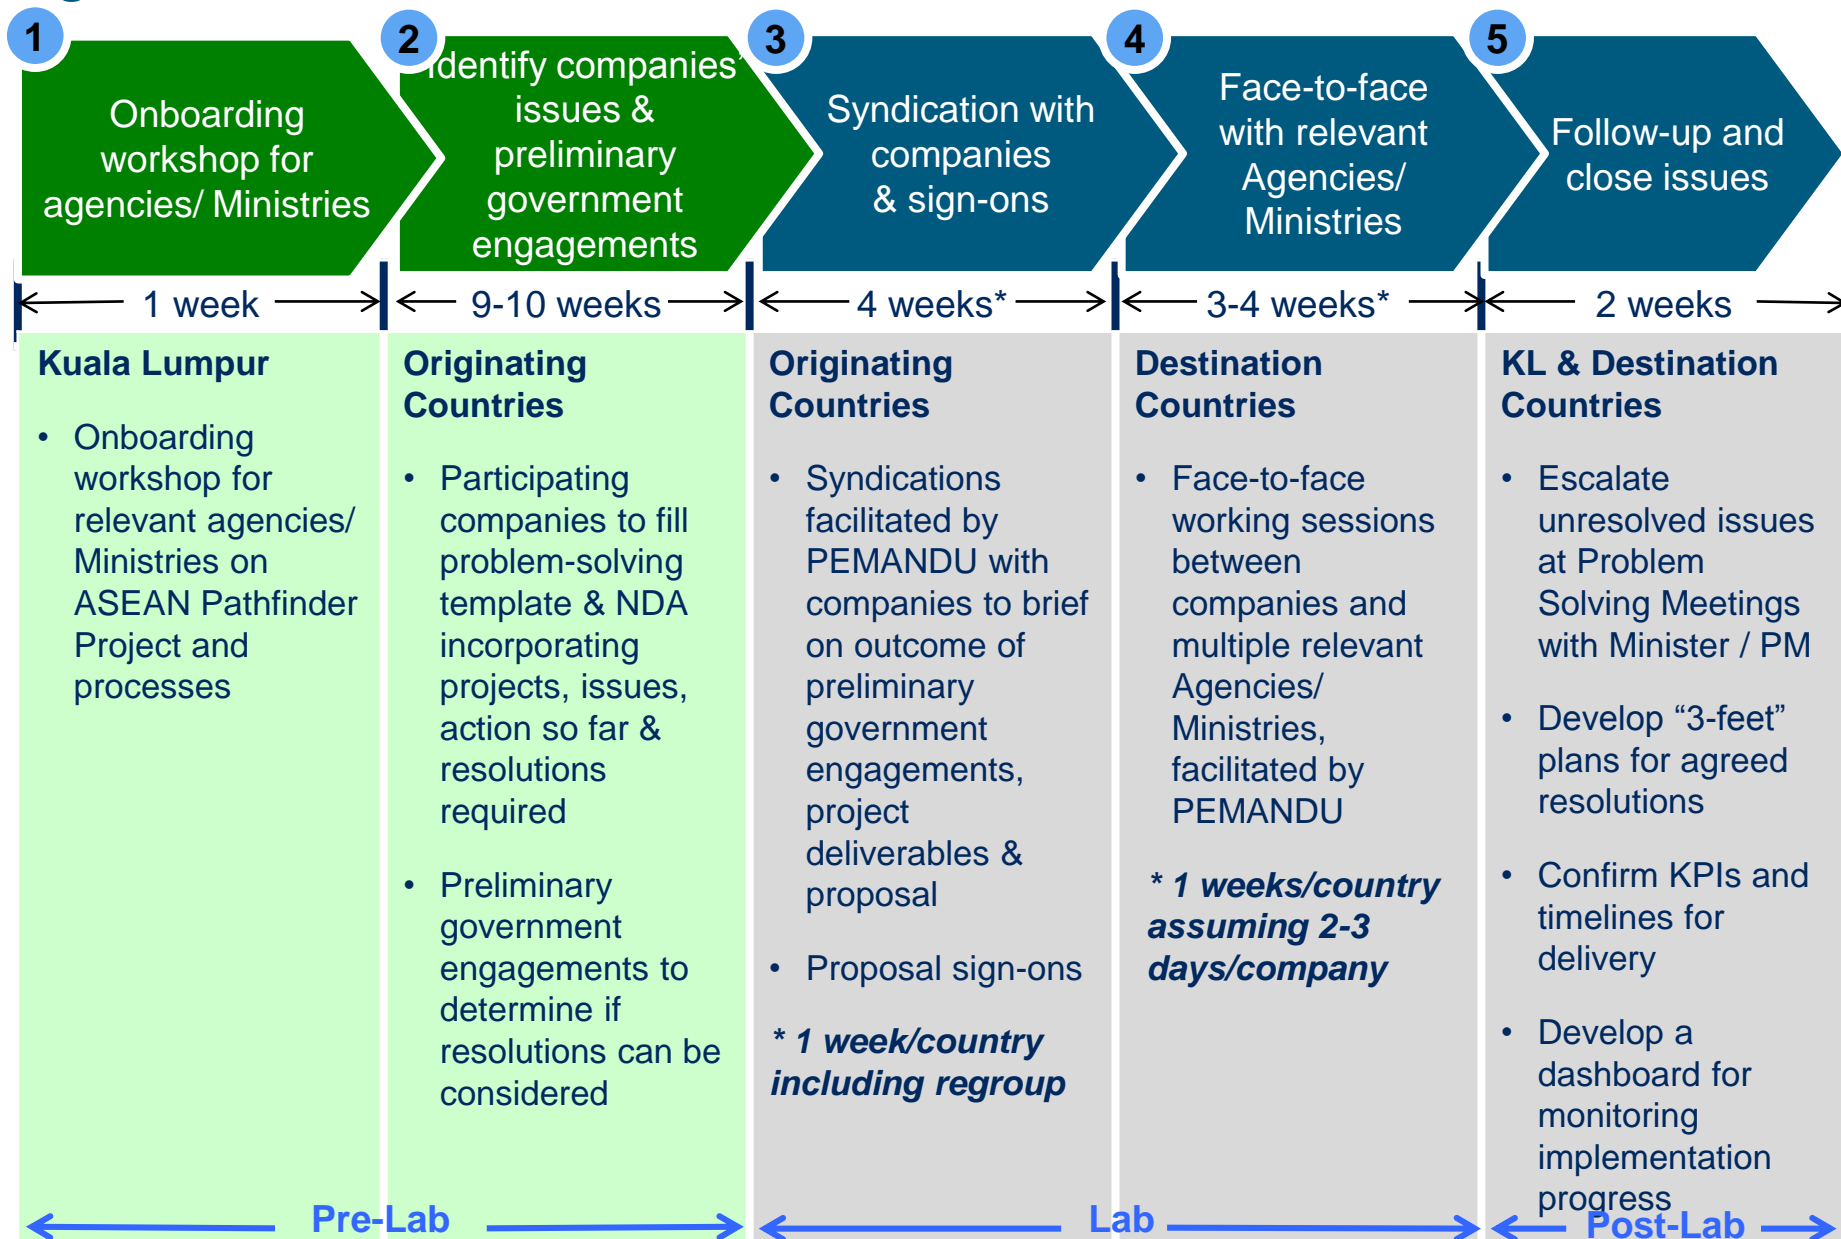 1
Onboarding
workshop for
agencies/ Ministries
2
Identify companies'
issues &
preliminary
government
engagements
3
Syndication with
companies
& sign-ons
4
Face-to-face
with relevant
Agencies/
Ministries
5
Follow-up and
close issues
1 week
9-10 weeks
4 weeks*
3-4 weeks*
2 weeks
Kuala Lumpur
• Onboarding
workshop for
relevant agencies/
Ministries on
ASEAN Pathfinder
Project and
processes
Originating
Countries
• Participating
companies to fill
problem-solving
template & NDA
incorporating
projects, issues,
action so far &
resolutions
required
• Preliminary
government
engagements to
determine if
resolutions can be
considered
Originating
Countries
• Syndications
facilitated by
PEMANDU with
companies to brief
on outcome of
preliminary
government
engagements,
project
deliverables &
proposal
• Proposal sign-ons
* 1 week/country
including regroup
Destination
Countries
• Face-to-face
working sessions
between
companies and
multiple relevant
Agencies/
Ministries,
facilitated by
PEMANDU
* 1 weeks/country
assuming 2-3
days/company
KL & Destination
Countries
• Escalate
unresolved issues
at Problem
Solving Meetings
with Minister / PM
• Develop “3-feet”
plans for agreed
resolutions
• Confirm KPIs and
timelines for
delivery
• Develop a
dashboard for
monitoring
implementation
progress
Pre-Lab
Lab
Post-Lab